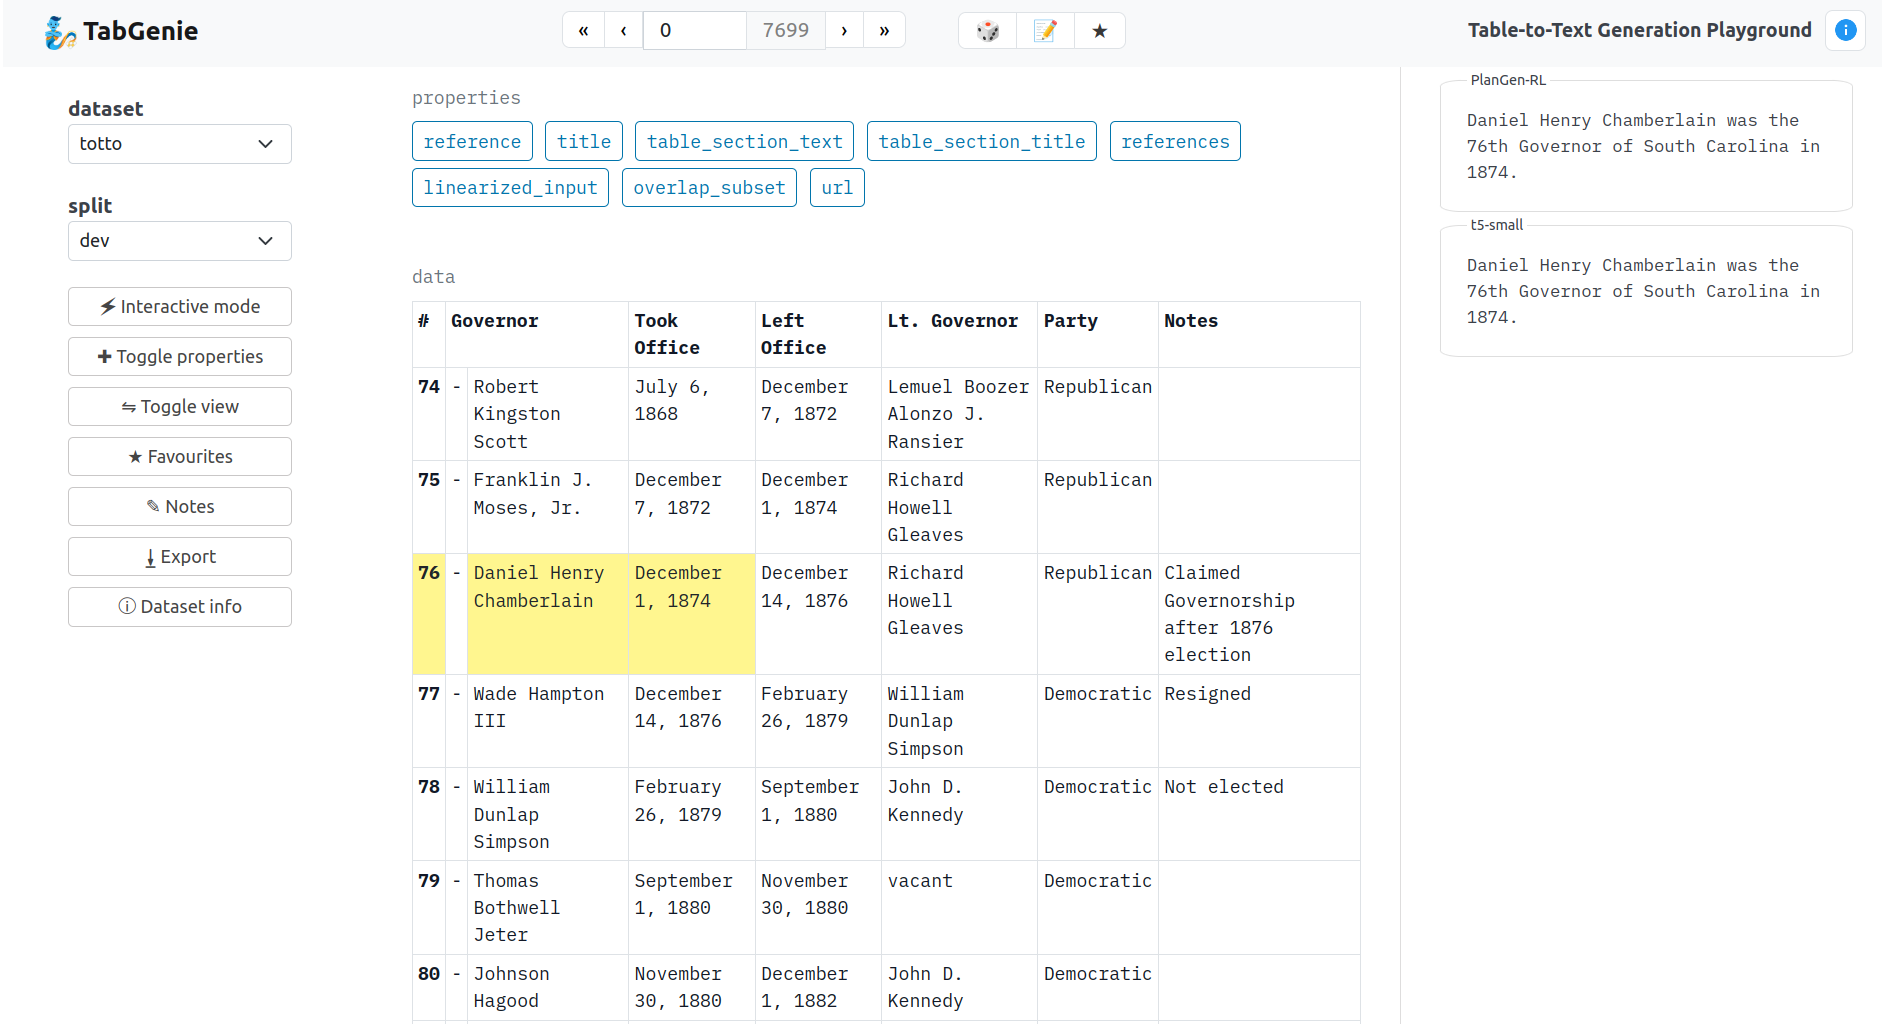 TabGenie
« ‹ 0 7699 › »
★
Table-to-Text Generation Playground
i
dataset
totto
split
dev
⚡ Interactive mode
✚ Toggle properties
⇋ Toggle view
★ Favourites
✎ Notes
⭳ Export
ⓘ Dataset info
properties
reference title table_section_text table_section_title references
linearized_input overlap_subset url
data
# Governor Took Left Lt. Governor Party Notes
Office Office
74 - Robert July 6, December Lemuel Boozer Republican
Kingston 1868 7, 1872 Alonzo J.
Scott Ransier
75 - Franklin J. December December Richard Republican
Moses, Jr. 7, 1872 1, 1874 Howell
Gleaves
76 - Daniel Henry December December Richard Republican Claimed
Chamberlain 1, 1874 14, 1876 Howell Governorship
Gleaves after 1876
election
77 - Wade Hampton December February William Democratic Resigned
III 14, 1876 26, 1879 Dunlap
Simpson
78 - William February September John D. Democratic Not elected
Dunlap 26, 1879 1, 1880 Kennedy
Simpson
79 - Thomas September November vacant Democratic
Bothwell 1, 1880 30, 1880
Jeter
80 - Johnson November December John D. Democratic
Hagood 30, 1880 1, 1882 Kennedy
PlanGen-RL
Daniel Henry Chamberlain was the
76th Governor of South Carolina in
1874.
t5-small
Daniel Henry Chamberlain was the
76th Governor of South Carolina in
1874.